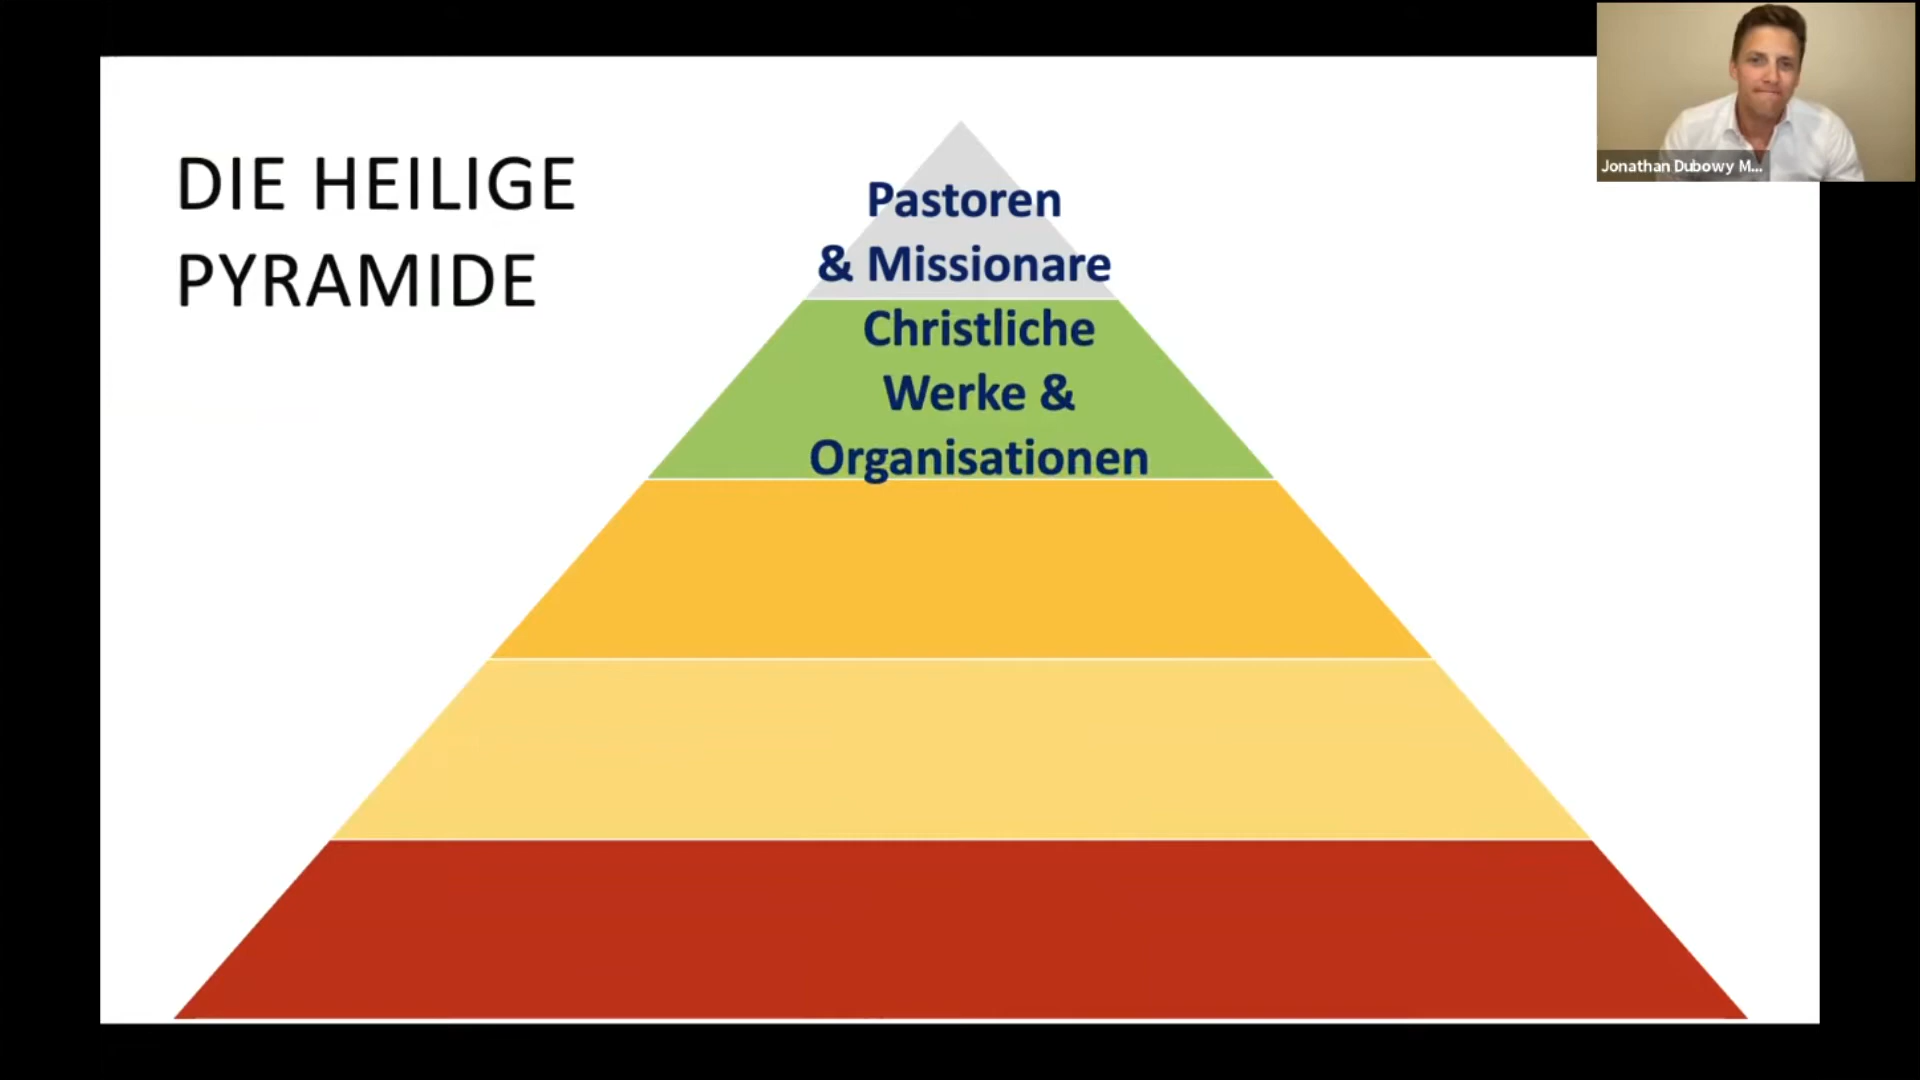 DIE HEILIGE
PYRAMIDE
Pastoren
& Missionare
Christliche
Werke &
Organisationen
Jonathan Dubowy M...